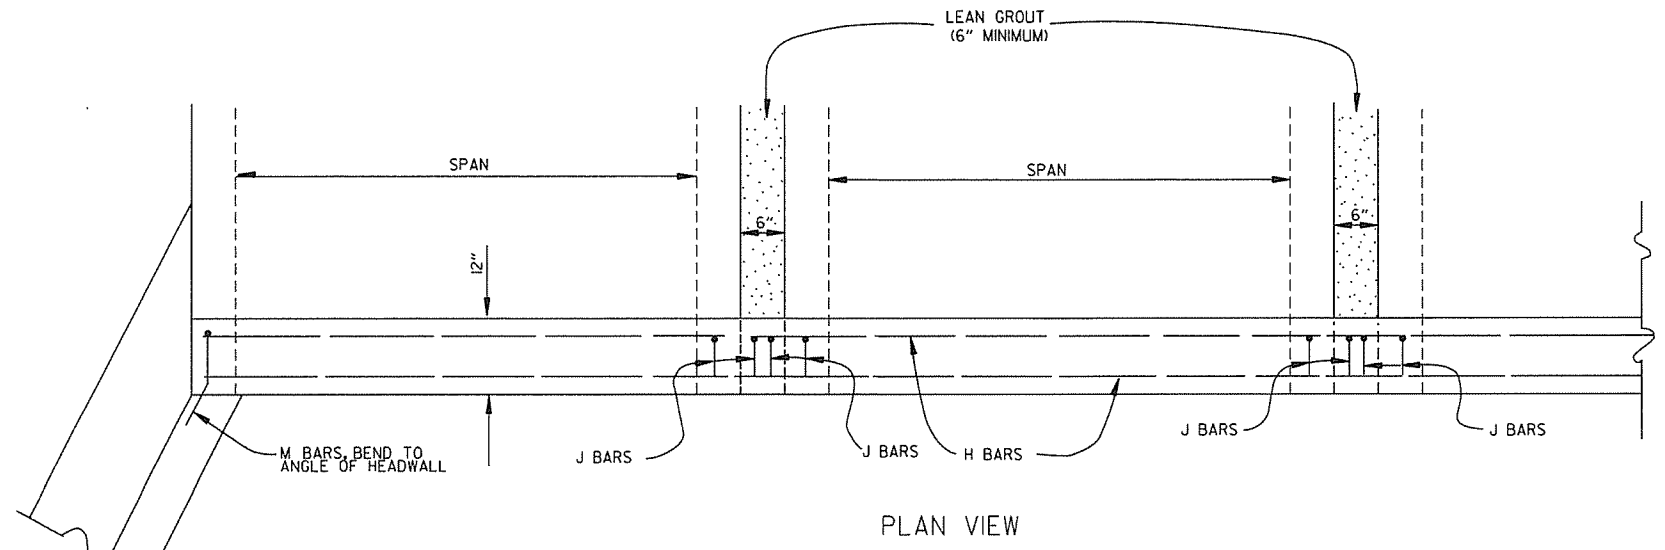 LEAN GROUT
(6" MINIMUM)
SPAN
SPAN
6"
6"
12"
M BARS, BEND TO
ANGLE OF HEADWALL
J BARS
J BARS
H BARS
J BARS
J BARS
PLAN VIEW